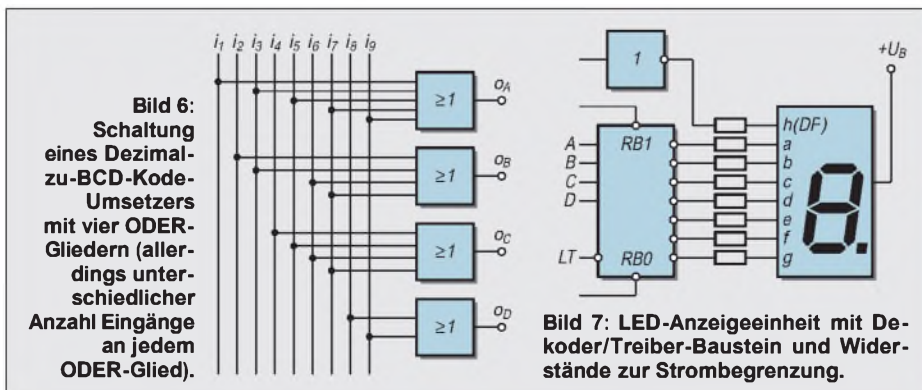 i1 i2 i3 i4 i5 i6 i7 i8 i9
Bild 6:
Schaltung
eines Dezimal-
zu-BCD-Kode-
Umsetzers
mit vier ODER-
Gliedern (aller-
dings unter-
schiedlicher
Anzahl Eingänge
an jedem
ODER-Glied).
≥1
oA
≥1
oB
≥1
oC
≥1
oD
1
+UB
A
B
C
D
LT
RB1
RB0
h(DF)
a
b
c
d
e
f
g
8.
Bild 7: LED-Anzeigeeinheit mit De-
koder/Treiber-Baustein und Wider-
stände zur Strombegrenzung.